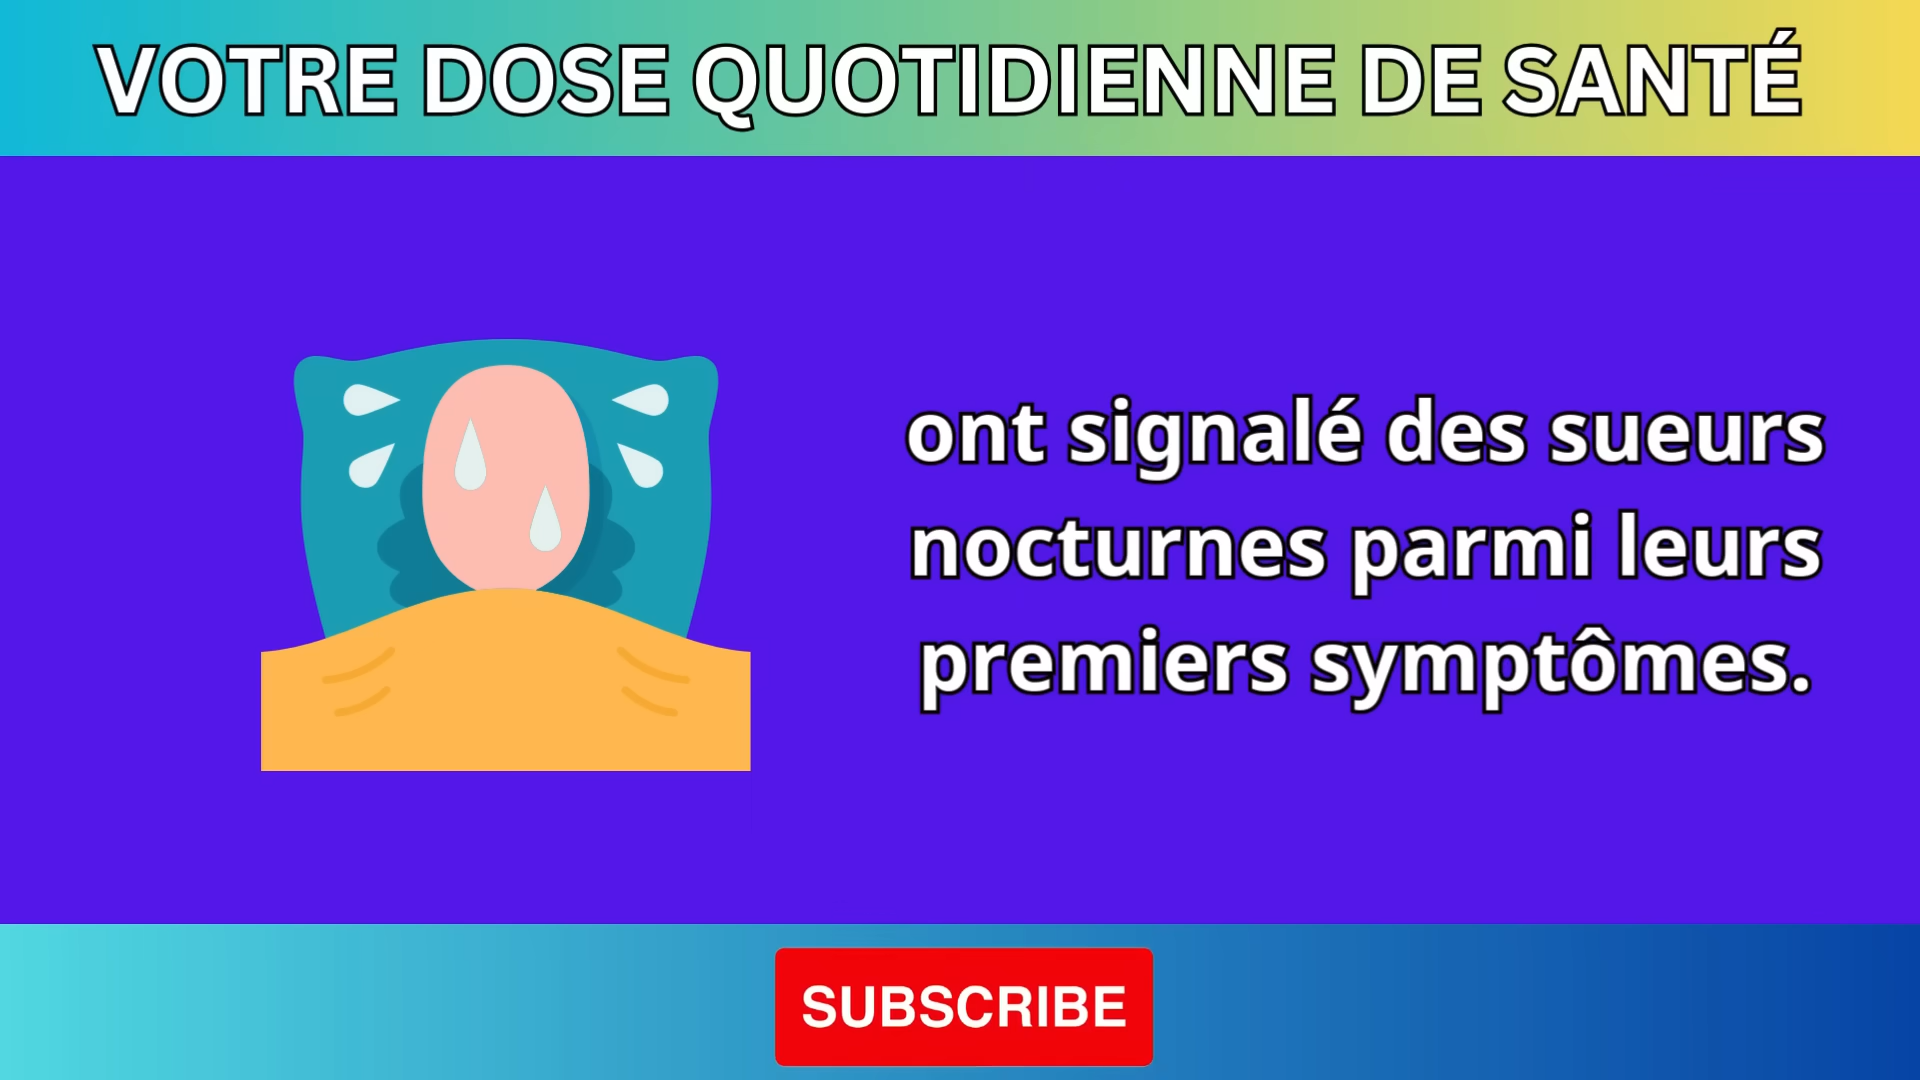 VOTRE DOSE QUOTIDIENNE DE SANTÉ
ont signalé des sueurs
nocturnes parmi leurs
premiers symptômes.
SUBSCRIBE